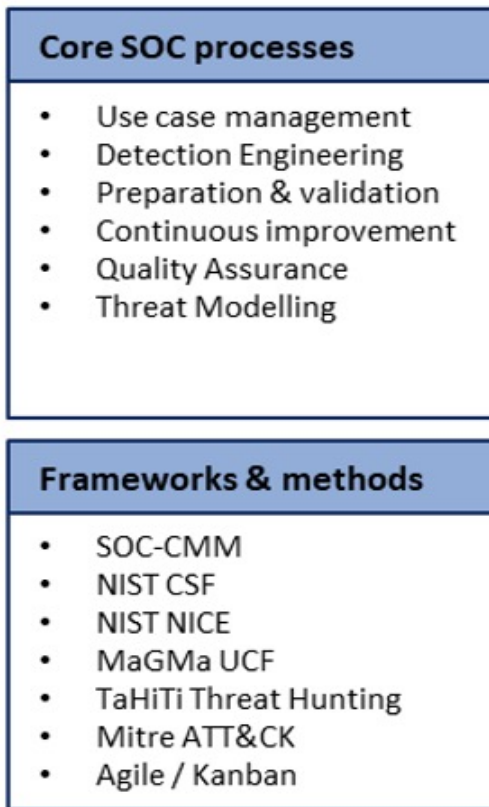 Core SOC processes
• Use case management
• Detection Engineering
• Preparation & validation
• Continuous improvement
• Quality Assurance
• Threat Modelling
Frameworks & methods
• SOC-CMM
• NIST CSF
• NIST NICE
• MaGMa UCF
• TaHiTi Threat Hunting
• Mitre ATT&CK
• Agile / Kanban